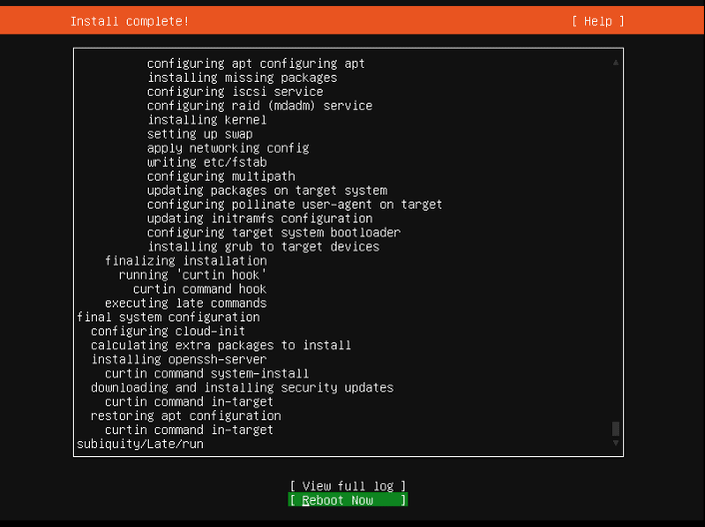 Install complete!
[ Help ]
configuring apt configuring apt
installing missing packages
configuring iscsi service
configuring raid (mdadm) service
installing kernel
setting up swap
apply networking config
writing etc/fstab
configuring multipath
updating packages on target system
configuring pollinate user-agent on target
updating initramfs configuration
configuring target system bootloader
installing grub to target devices
finalizing installation
running 'curtin hook'
curtin command hook
executing late commands
final system configuration
configuring cloud-init
calculating extra packages to install
installing openssh-server
curtin command system-install
downloading and installing security updates
curtin command in-target
restoring apt configuration
curtin command in-target
subiquity/Late/run
[ View full log ]
[ Reboot Now ]